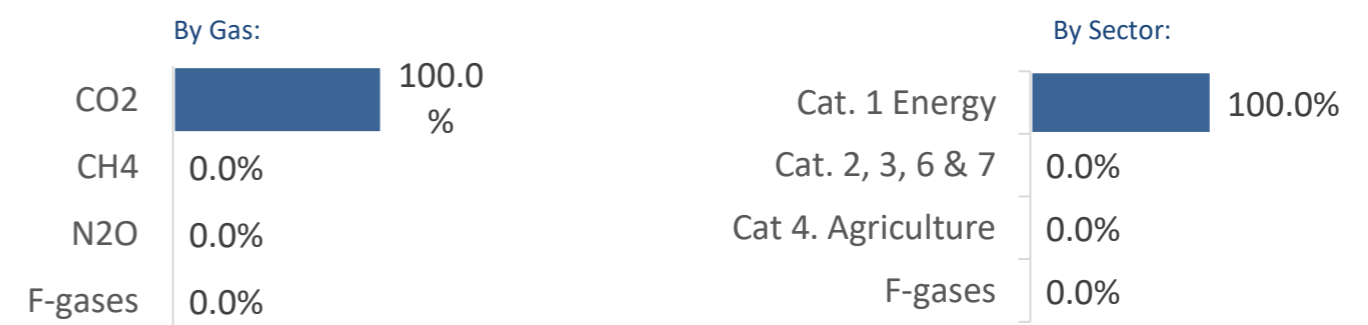 By Gas:
CO2
100.0
%
CH4
0.0%
N2O
0.0%
F-gases
0.0%
By Sector:
Cat. 1 Energy
100.0%
Cat. 2, 3, 6 & 7
0.0%
Cat 4. Agriculture
0.0%
F-gases
0.0%